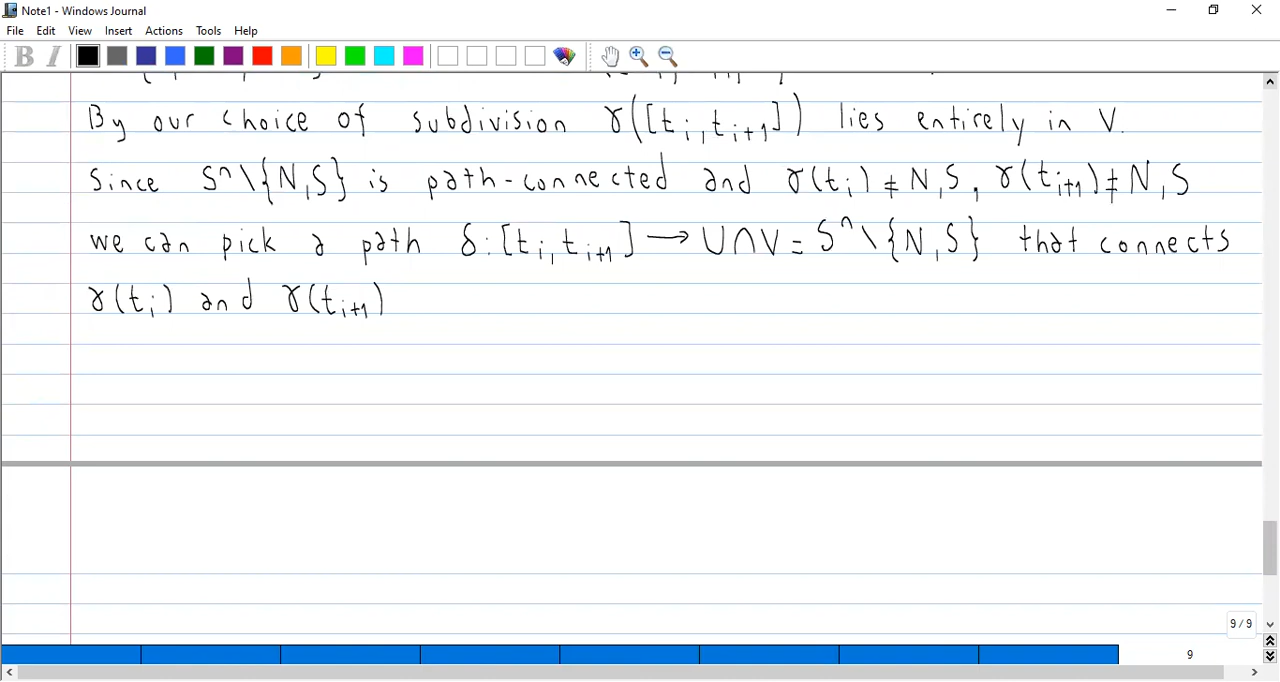 Note1 - Windows Journal
File Edit View Insert Actions Tools Help
B I
By our choice of subdivision γ([t_i, t_{i+1}]) lies entirely in V.
Since S^n \ {N,S} is path-connected and γ(t_i) ≠ N,S, γ(t_{i+1}) ≠ N,S
we can pick a path δ: [t_i, t_{i+1}] → U∩V = S^n \ {N,S} that connects
γ(t_i) and γ(t_{i+1})
9 / 9
9